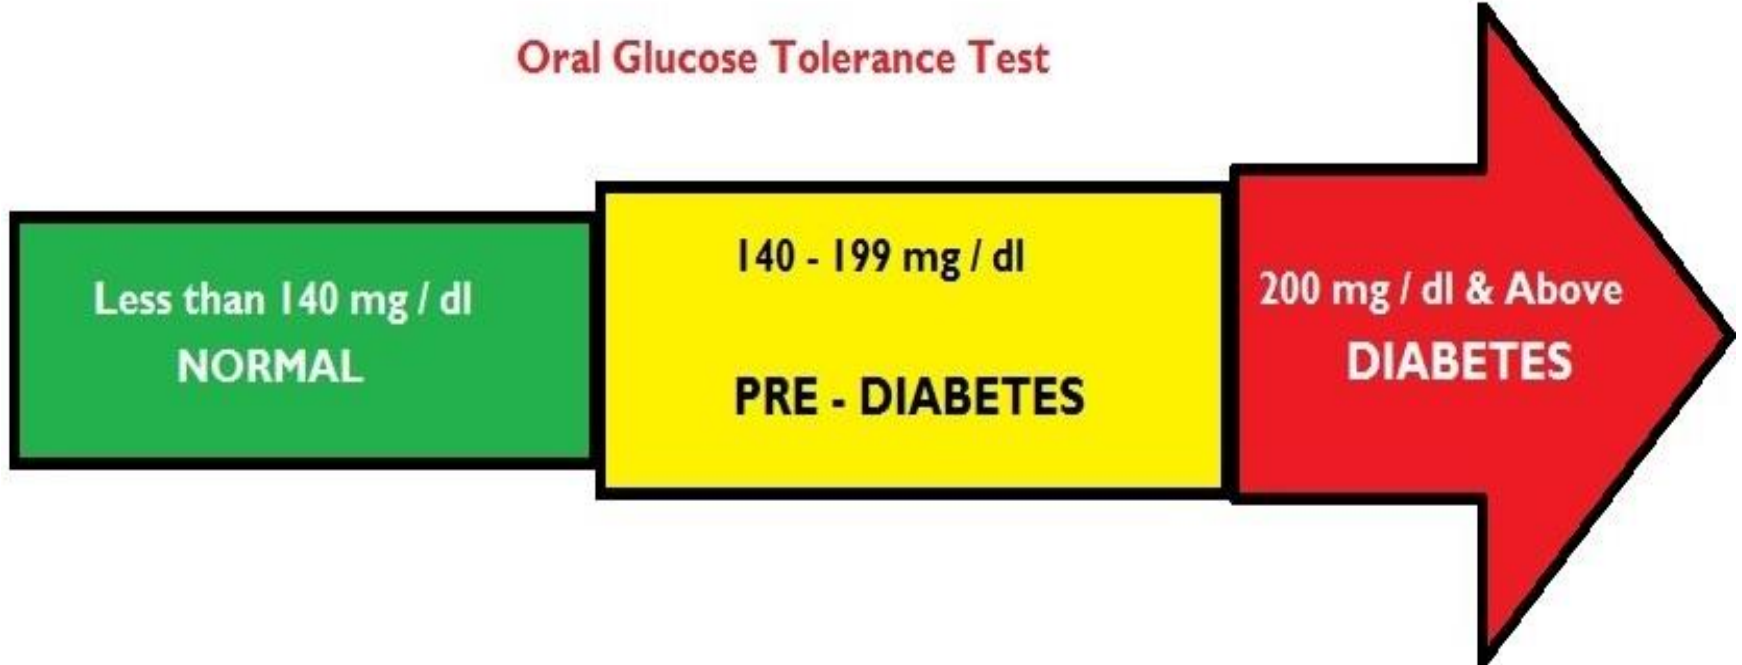 Oral Glucose Tolerance Test
Less than 140 mg / dl
NORMAL
140 - 199 mg / dl
PRE - DIABETES
200 mg / dl & Above
DIABETES